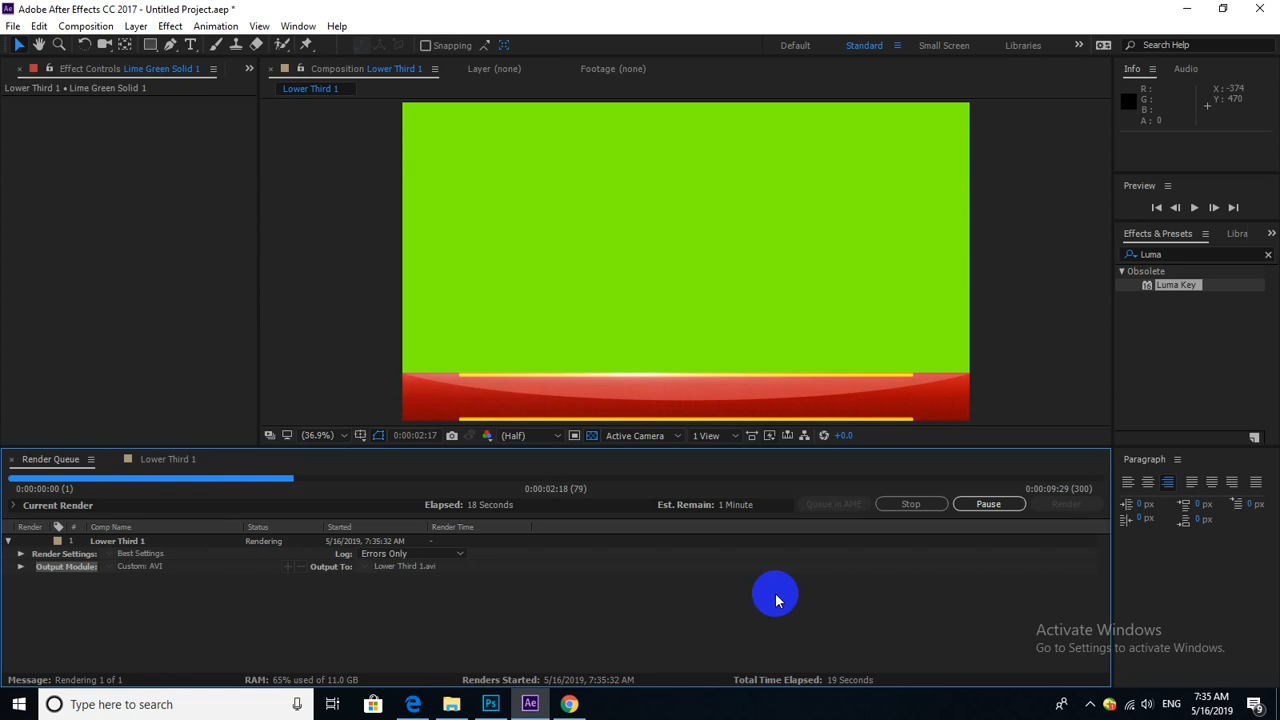 Adobe After Effects CC 2017 - Untitled Project.aep *
File Edit Composition Layer Effect Animation View Window Help
Snapping Default Standard Small Screen Libraries Search Help
Effect Controls Lime Green Solid 1 Composition Lower Third 1 Layer (none) Footage (none) Info Audio
Lower Third 1 • Lime Green Solid 1 Lower Third 1
R: X: -374
G: Y: 470
B:
A: 0
Preview
Effects & Presets Libra
Luma
Obsolete
Luma Key
(36.9%) 0:00:02:17 (Half) Active Camera 1 View +0.0
Render Queue Lower Third 1 Paragraph
0:00:00:00 (1) 0:00:02:18 (79) 0:00:09:29 (300)
Current Render Elapsed: 18 Seconds Est. Remain: 1 Minute Queue in AME Stop Pause Render
0 px 0 px 0 px
0 px 0 px
Render # Comp Name Status Started Render Time
1 Lower Third 1 Rendering 5/16/2019, 7:35:32 AM -
Render Settings: Best Settings Log: Errors Only
Output Module: Custom: AVI Output To: Lower Third 1.avi
Activate Windows
Go to Settings to activate Windows.
Message: Rendering 1 of 1 RAM: 65% used of 11.0 GB Renders Started: 5/16/2019, 7:35:32 AM Total Time Elapsed: 19 Seconds
Type here to search Ps Ae ENG 7:35 AM
5/16/2019 9